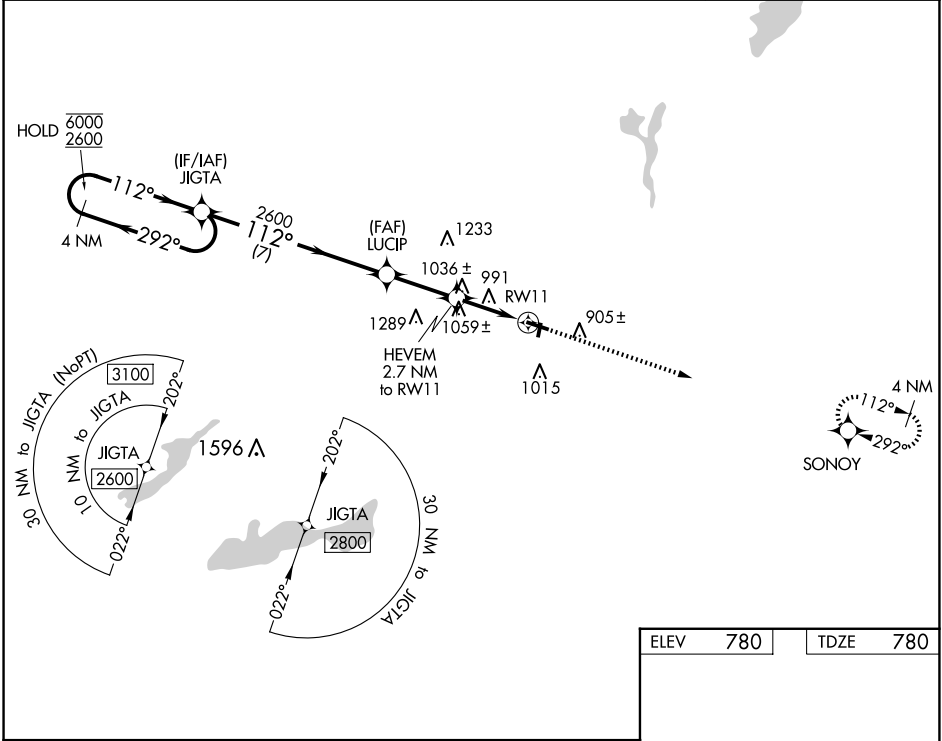 HOLD 6000
2600
4 NM
112°
292°
(IF/IAF)
JIGTA
2600
112°
(7)
(FAF)
LUCIP
1233
1036 ±
991
RW11
1289
1059 ±
905 ±
HEVEM
2.7 NM
to RW11
1015
4 NM
112°
292°
SONOY
30 NM to JIGTA (NoPT)
3100
202°
10 NM to JIGTA
JIGTA
2600
022°
1596
202°
JIGTA
2800
022°
30 NM to JIGTA
ELEV 780
TDZE 780